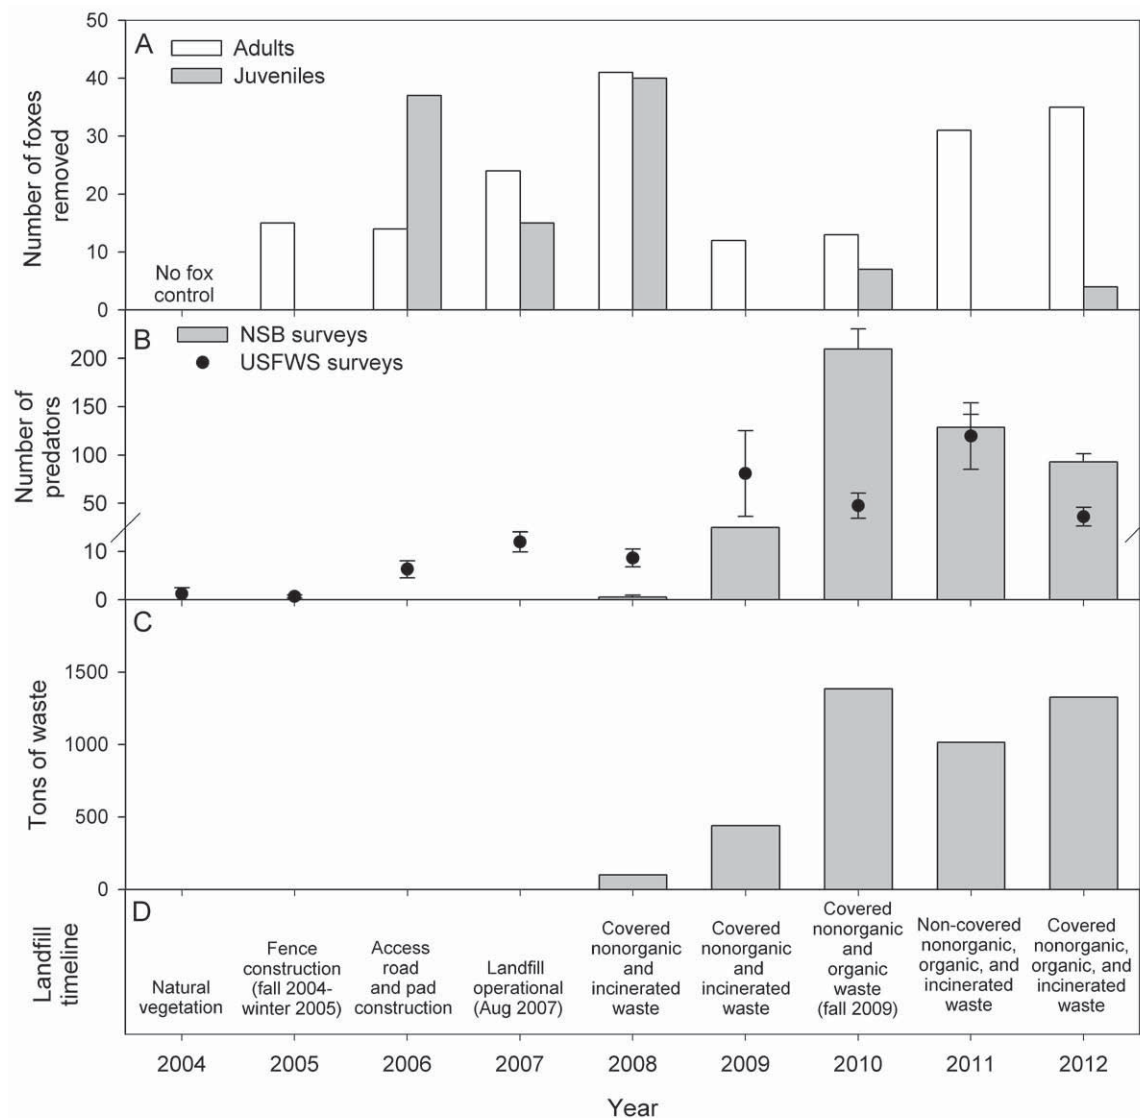 A
Adults
Juveniles
Number of foxes
removed
50
40
30
20
10
0
No fox
control
B
NSB surveys
USFWS surveys
Number of
predators
200
150
100
50
10
0
C
Tons of waste
1500
1000
500
0
D
Landfill
timeline
Natural
vegetation
Fence
construction
(fall 2004-
winter 2005)
Access
road
and pad
construction
Landfill
operational
(Aug 2007)
Covered
nonorganic
and
incinerated
waste
Covered
nonorganic
and
incinerated
waste
Covered
nonorganic
and
organic
waste
(fall 2009)
Non-covered
nonorganic,
organic, and
incinerated
waste
Covered
nonorganic,
organic, and
incinerated
waste
2004 2005 2006 2007 2008 2009 2010 2011 2012
Year